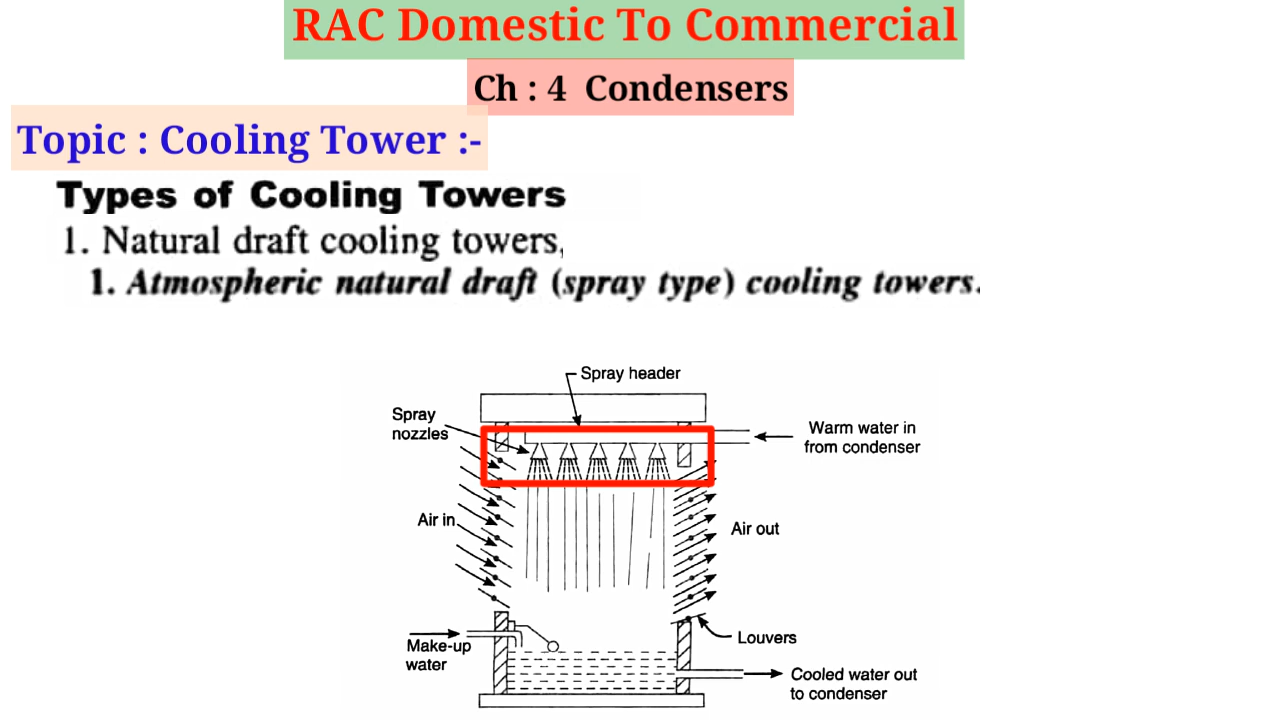 RAC Domestic To Commercial
Ch : 4 Condensers
Topic : Cooling Tower :-
Types of Cooling Towers
1. Natural draft cooling towers,
1. Atmospheric natural draft (spray type) cooling towers.
Spray header
Spray
nozzles
Warm water in
from condenser
Air in
Air out
Louvers
Make-up
water
Cooled water out
to condenser